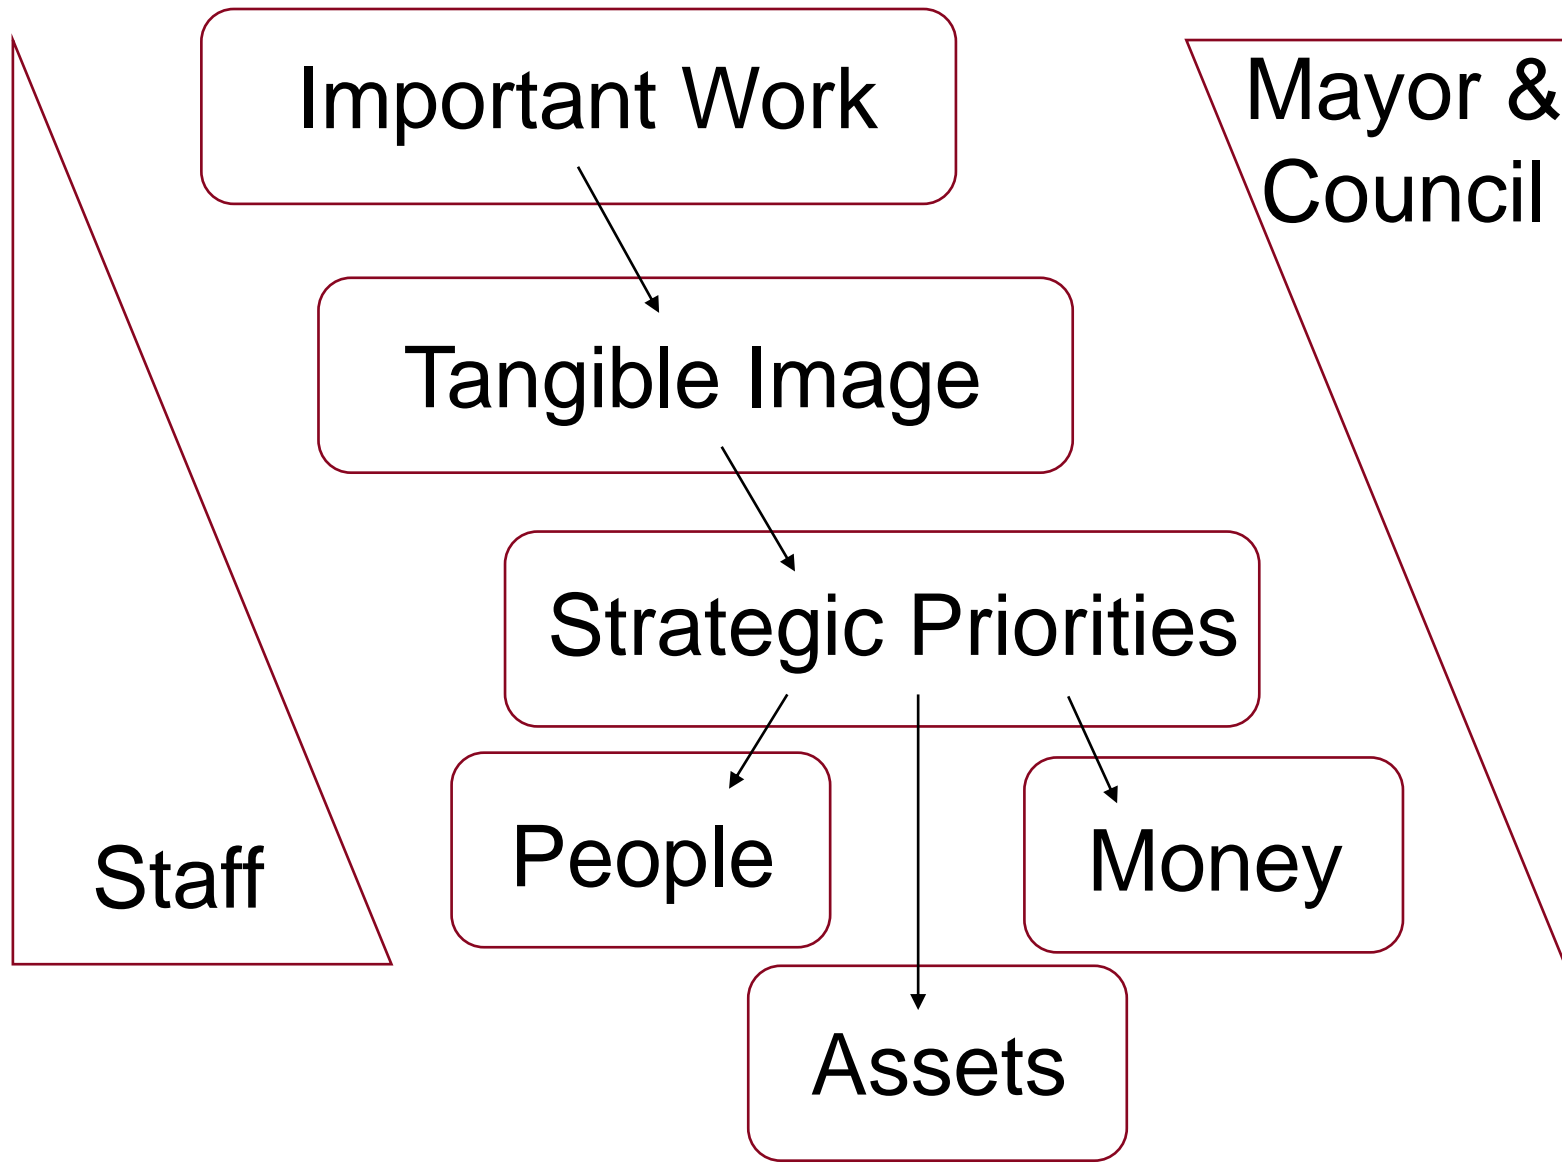 Important Work
Mayor &
Council
Tangible Image
Strategic Priorities
People
Money
Staff
Assets